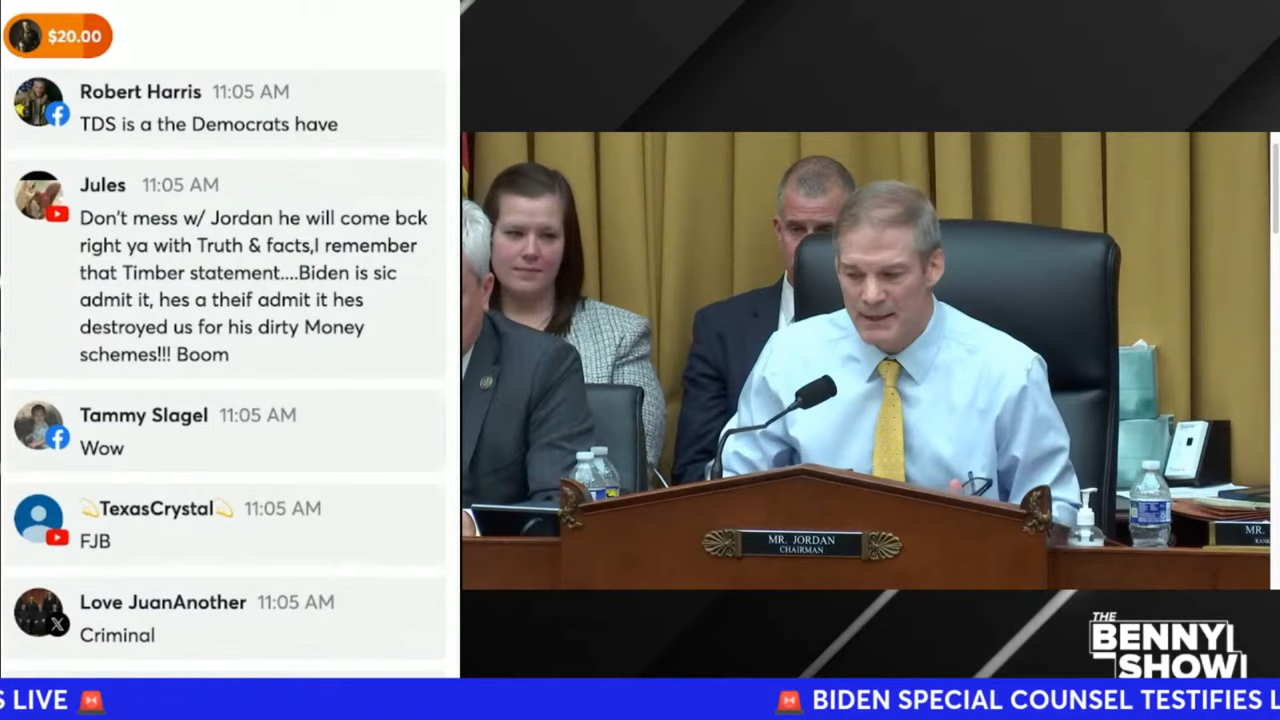 $20.00
Robert Harris 11:05 AM
TDS is a the Democrats have
Jules 11:05 AM
Don't mess w/ Jordan he will come bck
right ya with Truth & facts,I remember
that Timber statement....Biden is sic
admit it, hes a theif admit it hes
destroyed us for his dirty Money
schemes!!! Boom
Tammy Slagel 11:05 AM
Wow
💫TexasCrystal💫 11:05 AM
FJB
Love JuanAnother 11:05 AM
Criminal
MR. JORDAN
CHAIRMAN
MR.
THE
BENNY
SHOW
S LIVE 🚨 🚨 BIDEN SPECIAL COUNSEL TESTIFIES L